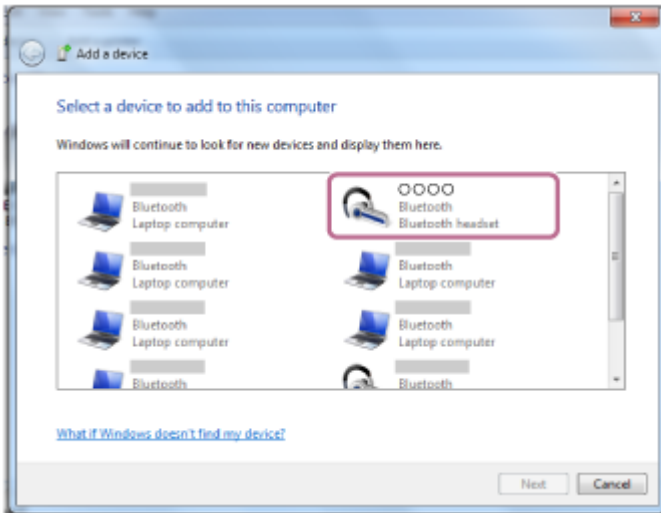 Add a device
Select a device to add to this computer
Windows will continue to look for new devices and display them here.
Bluetooth
Laptop computer
OOOO
Bluetooth
Bluetooth headset
Bluetooth
Laptop computer
Bluetooth
Laptop computer
Bluetooth
Laptop computer
Bluetooth
Laptop computer
Bluetooth
Bluetooth
What if Windows doesn't find my device?
Next
Cancel